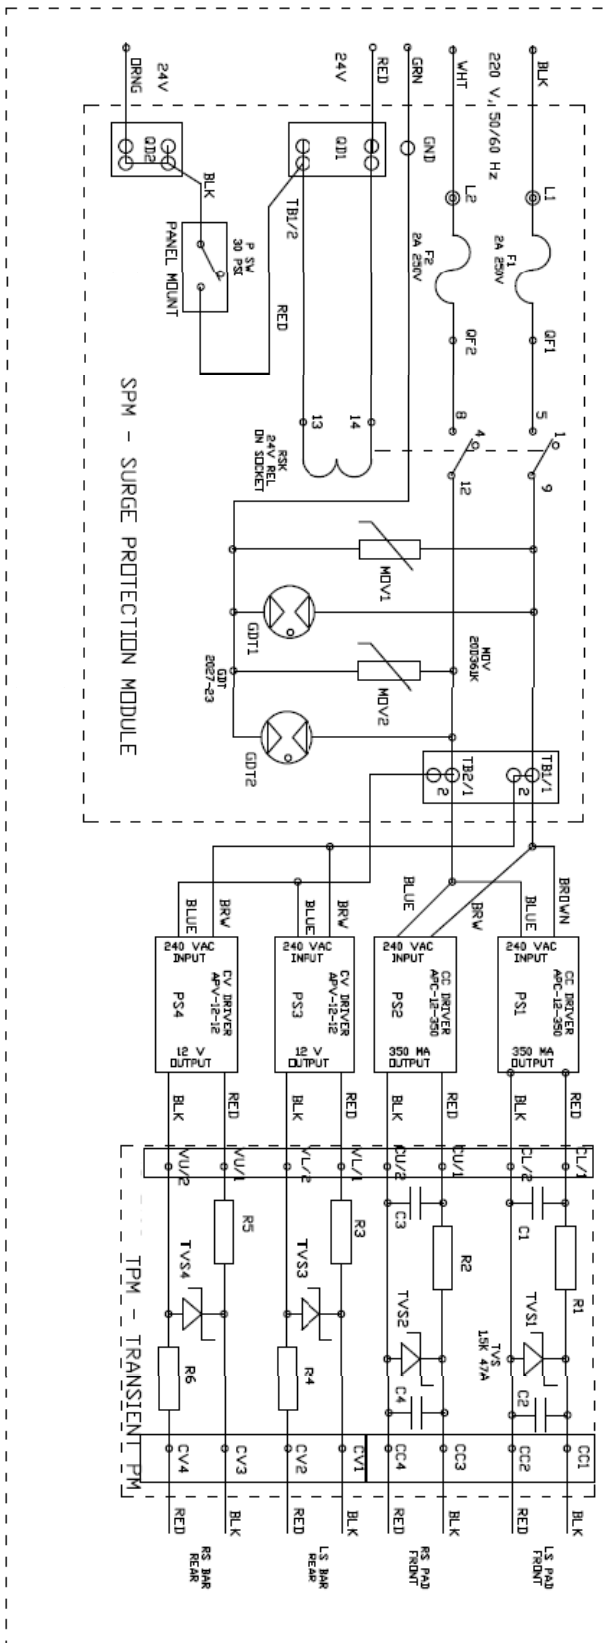 BLK
220 V, 50/60 Hz
WHT
GRN
RED
24V
24V
ORNG
L1
F1
2A 250V
QF1
5
1
9
L2
F2
2A 250V
QF2
8
4
12
GND
QD1
TB1/2
14
13
RSK
24V REL
ON SOCKET
RED
QD2
BLK
P SW
30 PSI
PANEL MOUNT
MOV1
GDT1
MOV
20D361K
MOV2
GDT
2027-23
GDT2
SPM - SURGE PROTECTION MODULE
TB1/1
2
TB2/1
2
BROWN
BLUE
BRW
BLUE
BRW
BLUE
BRW
BLUE
240 VAC
INPUT
CC DRIVER
APC-12-350
PS1
350 MA
OUTPUT
240 VAC
INPUT
CC DRIVER
APC-12-350
PS2
350 MA
OUTPUT
240 VAC
INPUT
CV DRIVER
APV-12-12
PS3
12 V
OUTPUT
240 VAC
INPUT
CV DRIVER
APV-12-12
PS4
12 V
OUTPUT
RED
BLK
RED
BLK
RED
BLK
RED
BLK
CL/1
CL/2
CU/1
CU/2
VL/1
VL/2
VU/1
VU/2
C1
R1
TVS1
TVS
1.5K 47A
C2
C3
R2
TVS2
C4
R3
TVS3
R4
R5
TVS4
R6
TPM - TRANSIENT PM
CC1
CC2
CC3
CC4
CV1
CV2
CV3
CV4
BLK
RED
BLK
RED
BLK
RED
BLK
RED
LS PAD
FRONT
RS PAD
FRONT
LS BAR
REAR
RS BAR
REAR